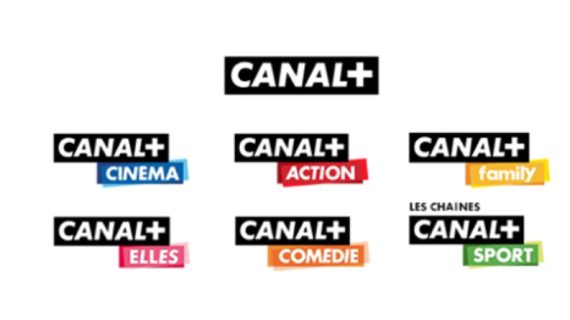 CANAL+
CANAL+
CINEMA
CANAL+
ACTION
CANAL+
family
CANAL+
ELLES
CANAL+
COMEDIE
LES CHAINES
CANAL+
SPORT